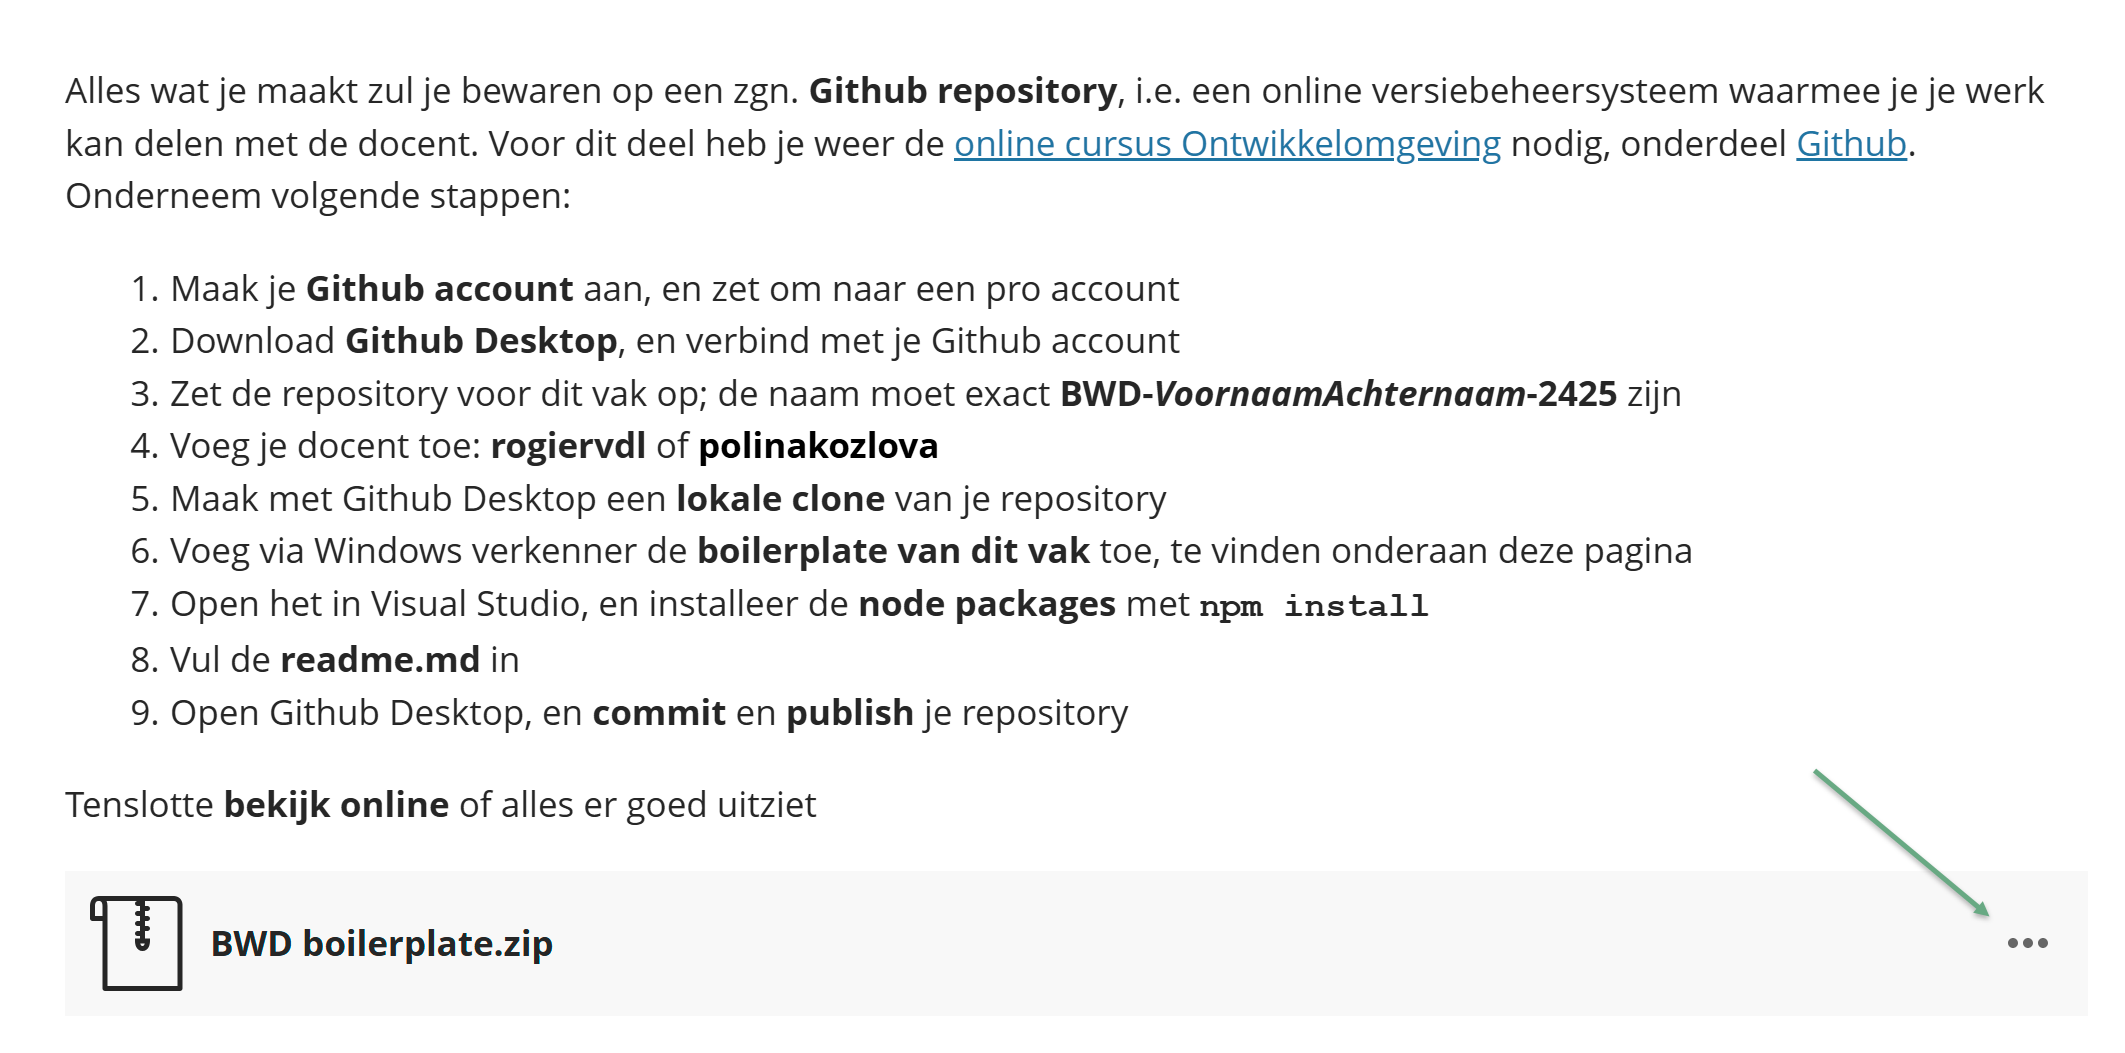 Alles wat je maakt zul je bewaren op een zgn. Github repository, i.e. een online versiebeheersysteem waarmee je je werk
kan delen met de docent. Voor dit deel heb je weer de online cursus Ontwikkelomgeving nodig, onderdeel Github.
Onderneem volgende stappen:
1. Maak je Github account aan, en zet om naar een pro account
2. Download Github Desktop, en verbind met je Github account
3. Zet de repository voor dit vak op; de naam moet exact BWD-VoornaamAchternaam-2425 zijn
4. Voeg je docent toe: rogiervdl of polinakozlova
5. Maak met Github Desktop een lokale clone van je repository
6. Voeg via Windows verkenner de boilerplate van dit vak toe, te vinden onderaan deze pagina
7. Open het in Visual Studio, en installeer de node packages met npm install
8. Vul de readme.md in
9. Open Github Desktop, en commit en publish je repository
Tenslotte bekijk online of alles er goed uitziet
BWD boilerplate.zip